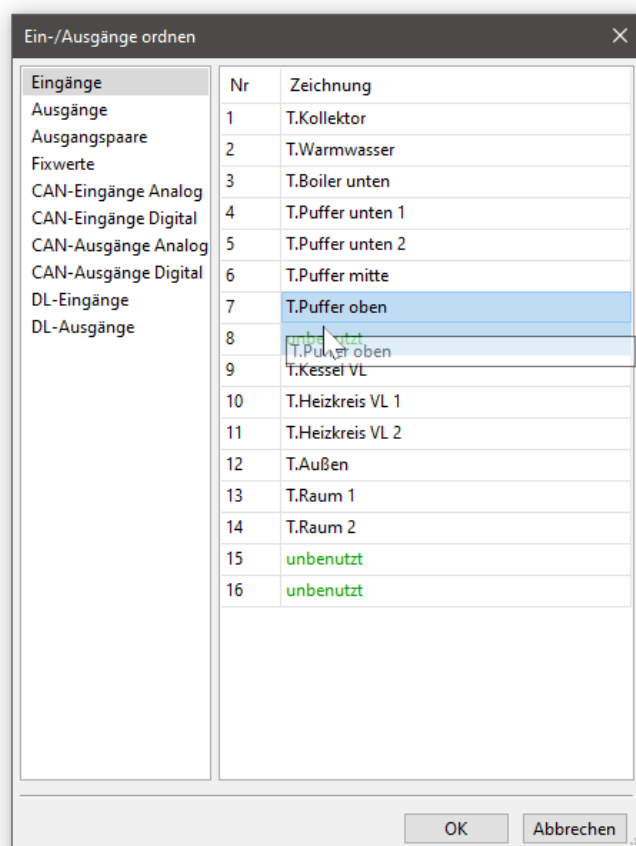 Ein-/Ausgänge ordnen
Eingänge
Ausgänge
Ausgangspaare
Fixwerte
CAN-Eingänge Analog
CAN-Eingänge Digital
CAN-Ausgänge Analog
CAN-Ausgänge Digital
DL-Eingänge
DL-Ausgänge
Nr Zeichnung
1 T.Kollektor
2 T.Warmwasser
3 T.Boiler unten
4 T.Puffer unten 1
5 T.Puffer unten 2
6 T.Puffer mitte
7 T.Puffer oben
8 unbenutzt
T.Puffer oben
9 T.Kessel VL
10 T.Heizkreis VL 1
11 T.Heizkreis VL 2
12 T.Außen
13 T.Raum 1
14 T.Raum 2
15 unbenutzt
16 unbenutzt
OK Abbrechen